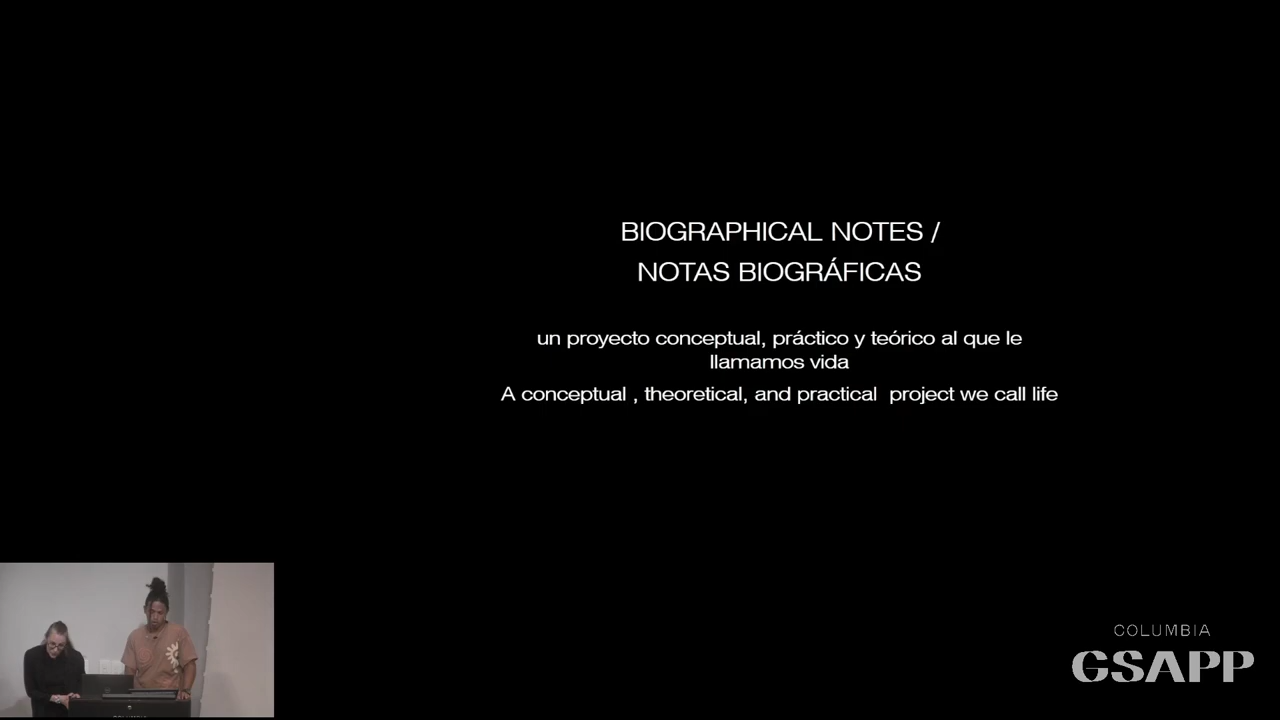 BIOGRAPHICAL NOTES /
NOTAS BIOGRÁFICAS
un proyecto conceptual, práctico y teórico al que le
llamamos vida
A conceptual , theoretical, and practical  project we call life
COLUMBIA
GSAPP